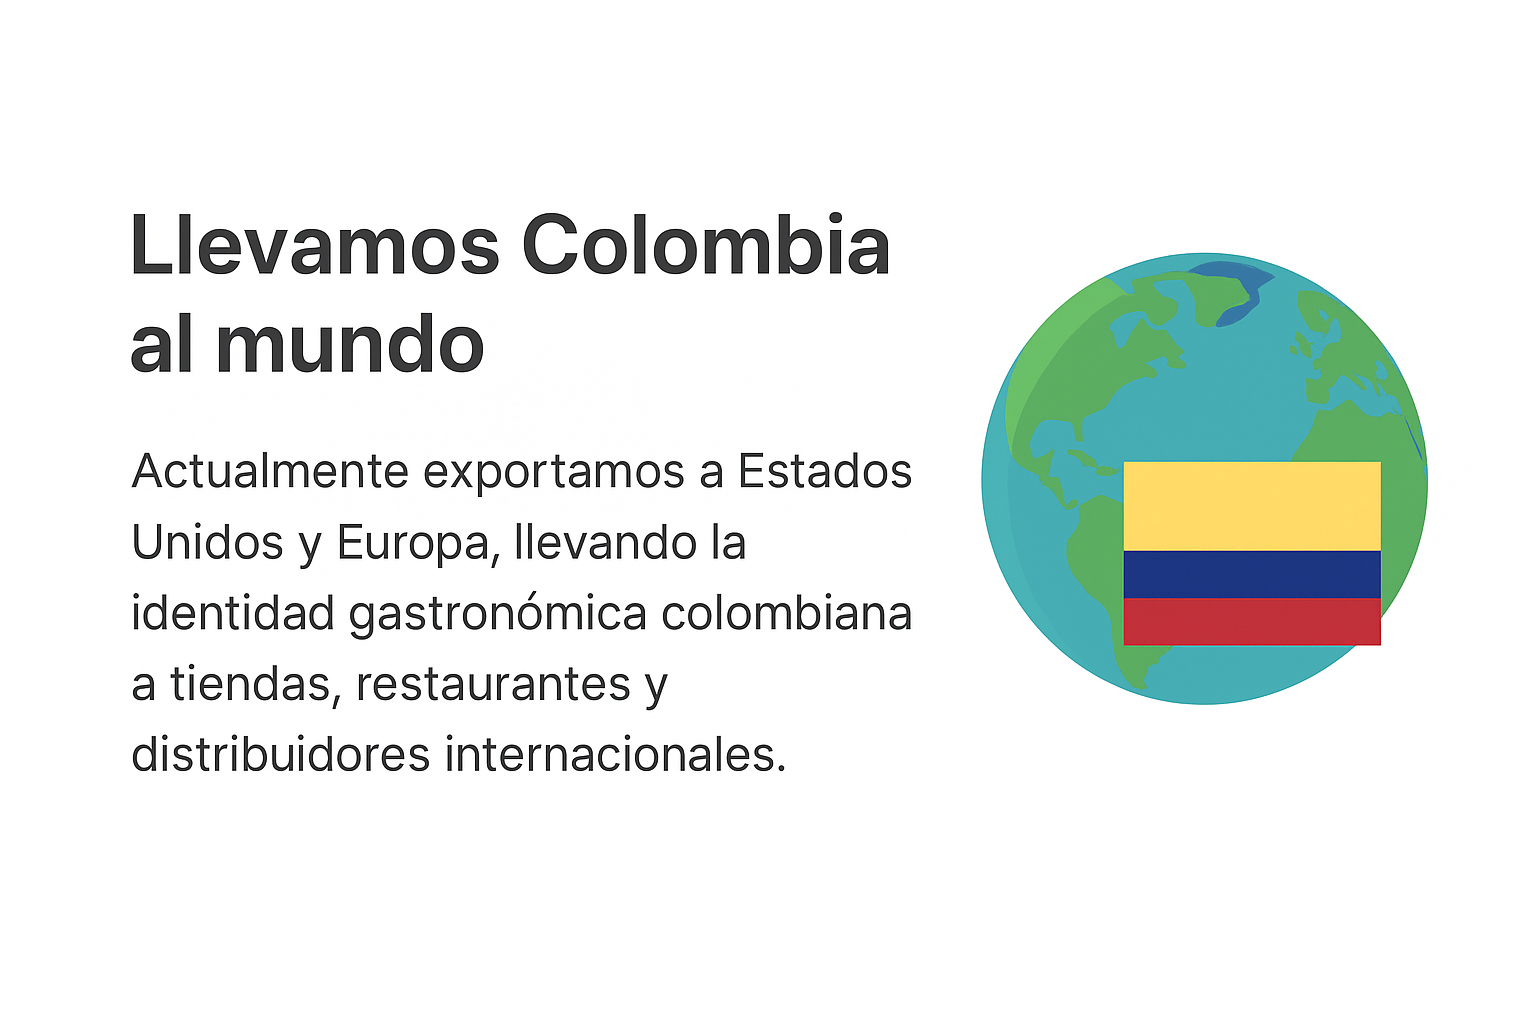 Llevamos Colombia
al mundo
Actualmente exportamos a Estados
Unidos y Europa, llevando la
identidad gastronómica colombiana
a tiendas, restaurantes y
distribuidores internacionales.